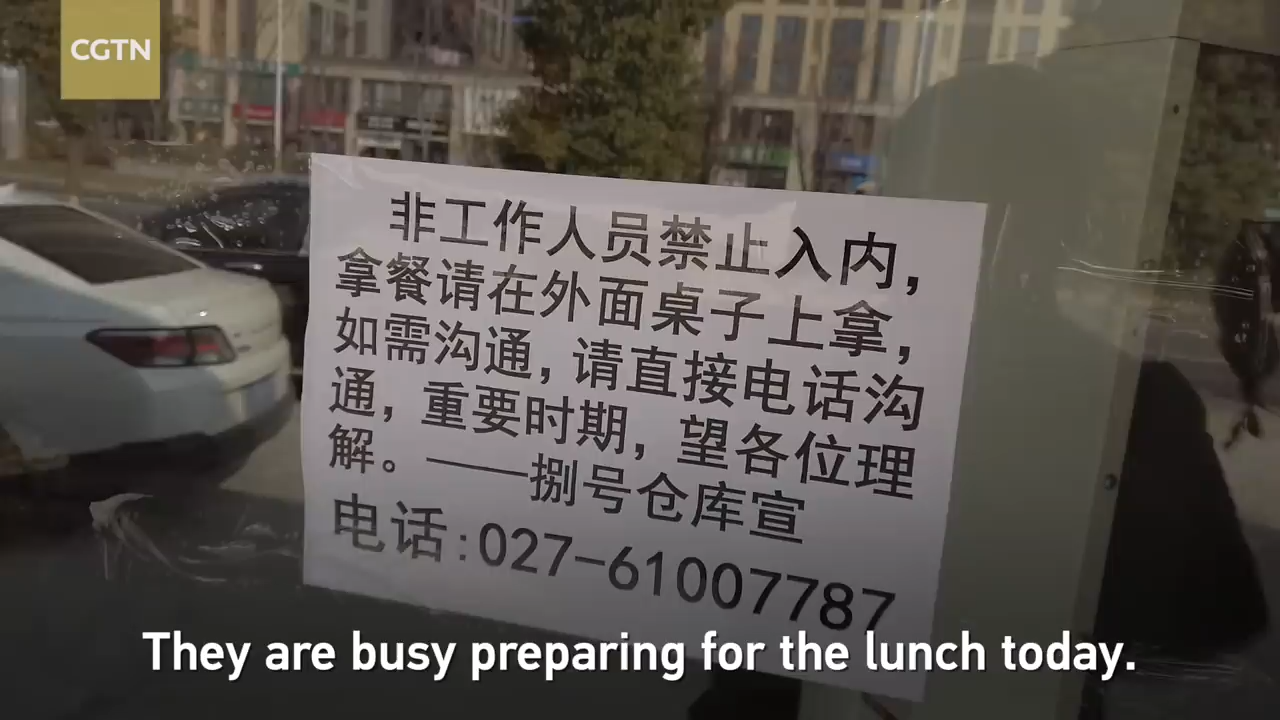 CGTN
非工作人员禁止入内，
拿餐请在外面桌子上拿，
如需沟通，请直接电话沟
通，重要时期，望各位理
解。——捌号仓库宣
电话:027-61007787
They are busy preparing for the lunch today.